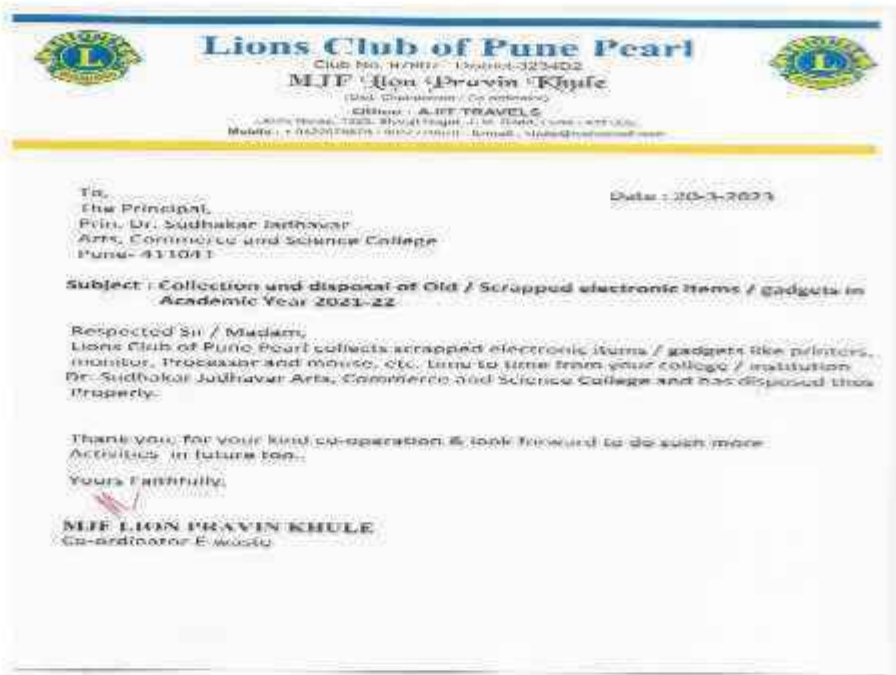 Lions Club of Pune Pearl
District-3234D2
MJF Lion Pravin Khule
Office : A-JIT TRAVELS
Mobile :
To,
The Principal,
Prin. Dr. Sudhakar Jadhavar
Arts, Commerce and Science College
Pune- 411041
Date : 20-3-2023
Subject : Collection and disposal of Old / Scrapped electronic items / gadgets in
Academic Year 2021-22
Respected Sir / Madam,
Lions Club of Pune Pearl collects scrapped electronic items / gadgets like printers,
monitor, Processor and mouse, etc. time to time from your college / institution
Dr. Sudhakar Jadhavar Arts, Commerce and Science College and has disposed
Properly.
Thank you, for your kind co-operation & look forward to do such more
Activities in future too..
Yours Faithfully,
MJF LION PRAVIN KHULE
Co-ordinator E waste